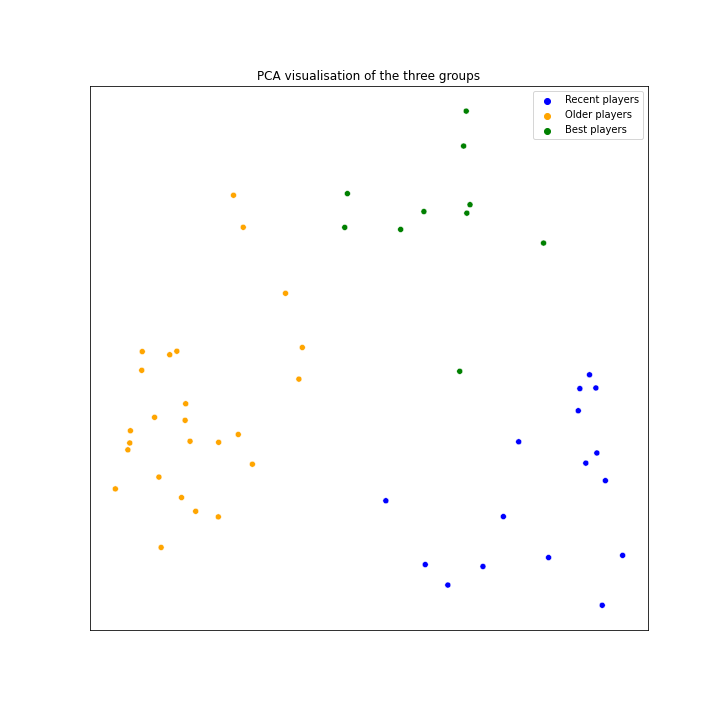 PCA visualisation of the three groups
Recent players
Older players
Best players